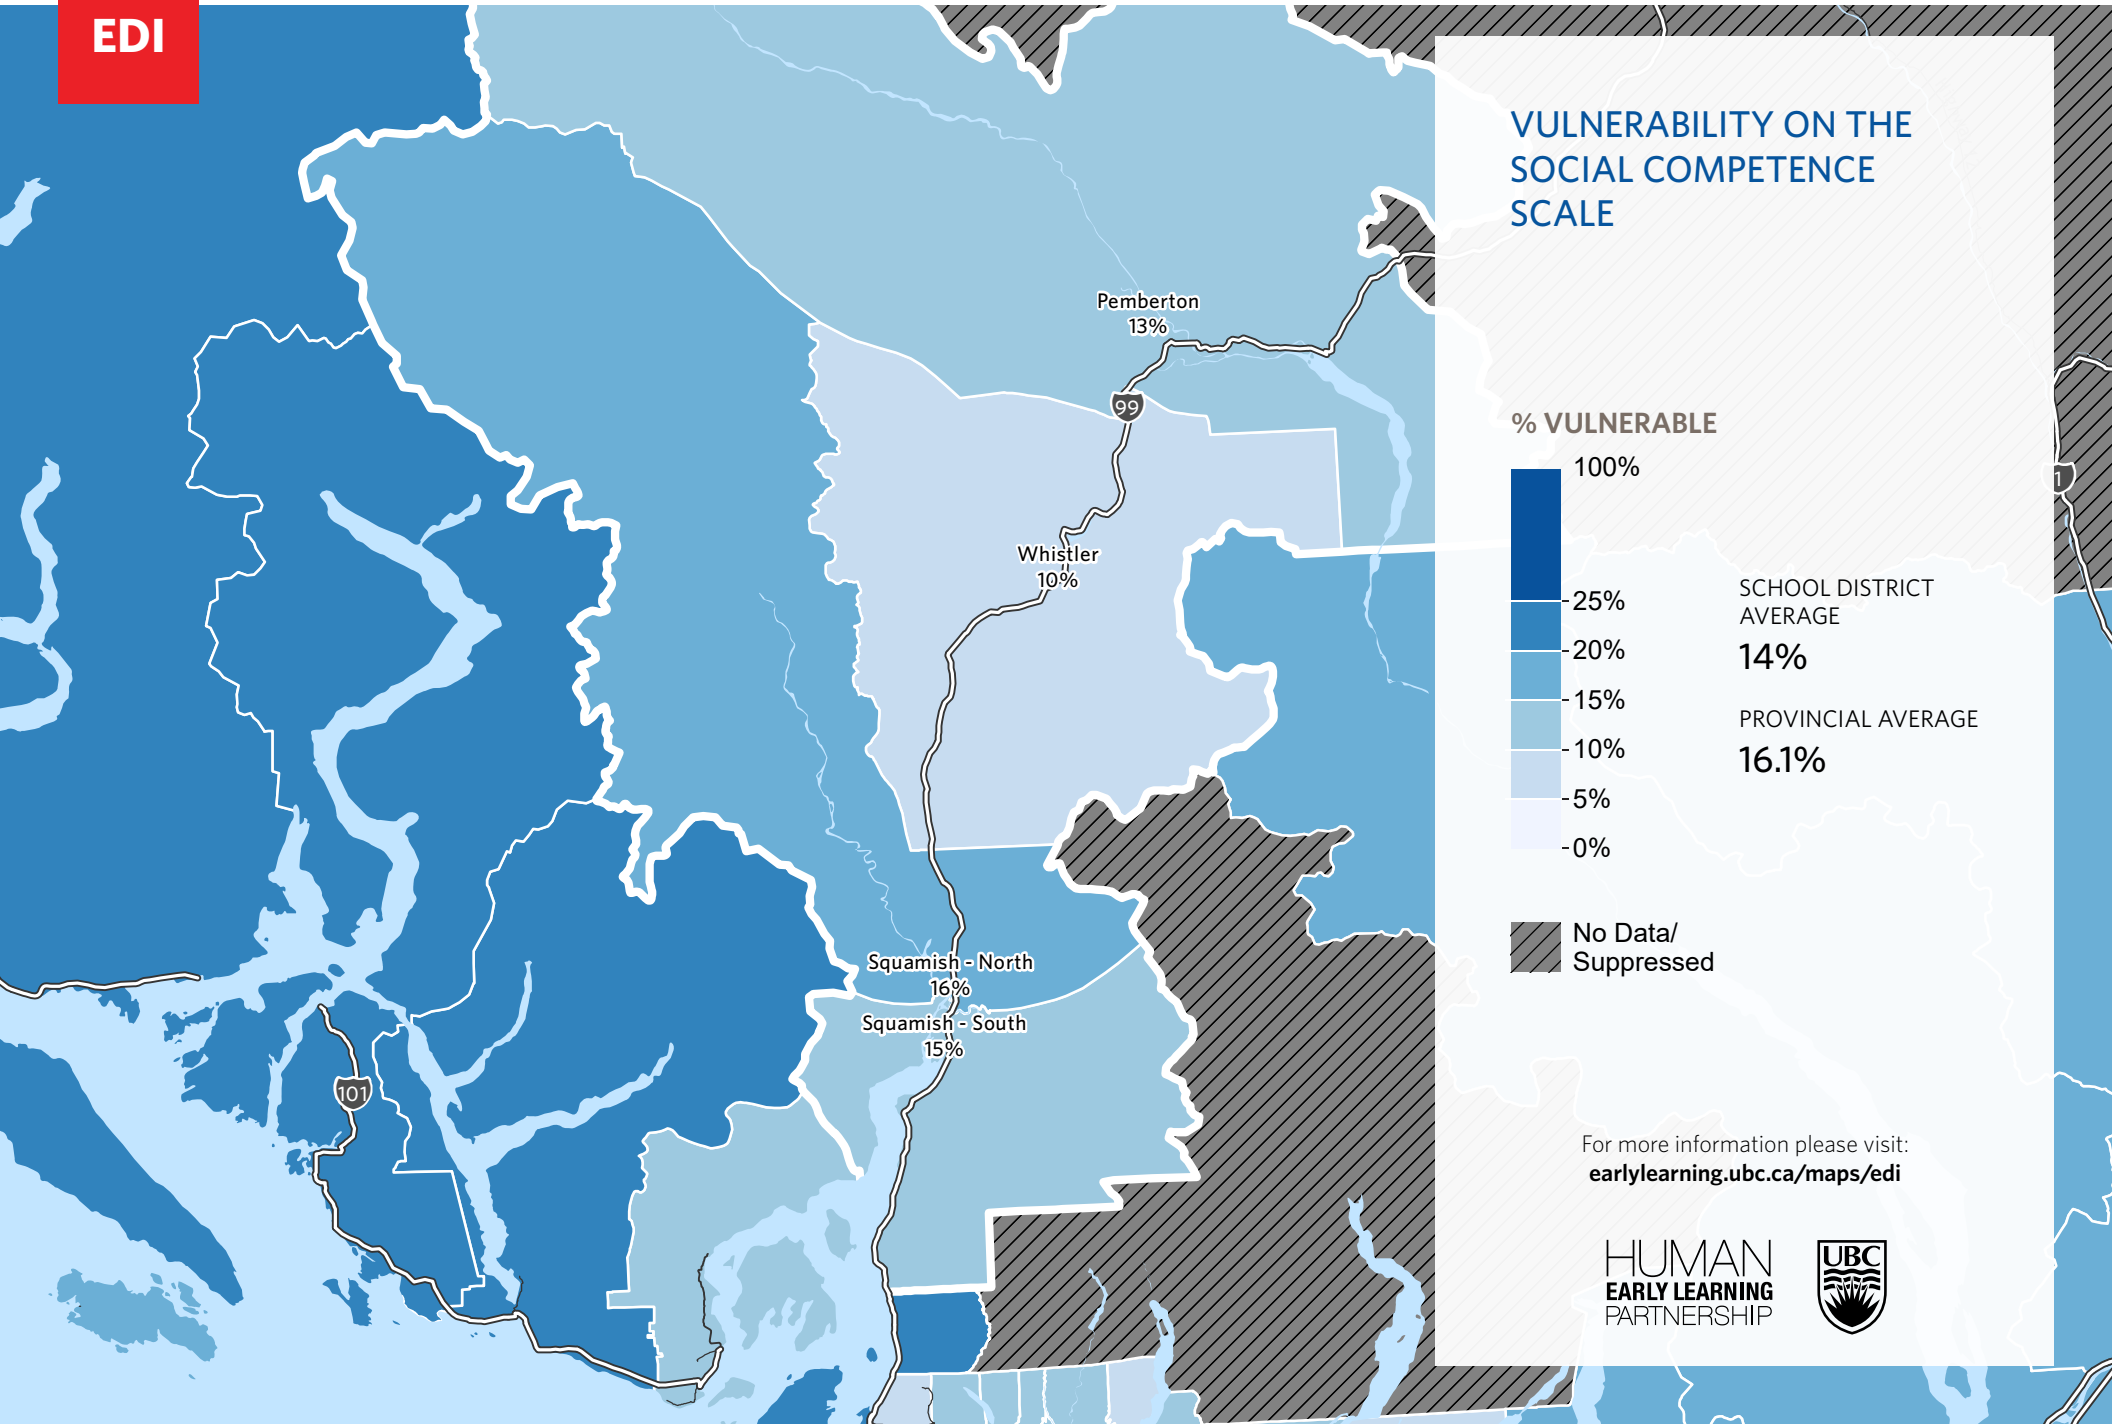 EDI
VULNERABILITY ON THE
SOCIAL COMPETENCE
SCALE
Pemberton
13%
99
Whistler
10%
Squamish - North
16%
Squamish - South
15%
101
1
% VULNERABLE
100%
25%
20%
15%
10%
5%
0%
SCHOOL DISTRICT
AVERAGE
14%
PROVINCIAL AVERAGE
16.1%
No Data/
Suppressed
For more information please visit:
earlylearning.ubc.ca/maps/edi
HUMAN
EARLY LEARNING
PARTNERSHIP
UBC